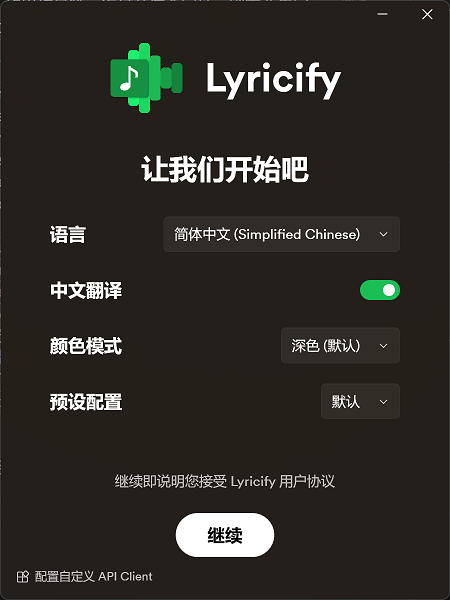 Lyricify
让我们开始吧
语言
简体中文 (Simplified Chinese)
中文翻译
颜色模式
深色 (默认)
预设配置
默认
继续即说明您接受 Lyricify 用户协议
继续
配置自定义 API Client